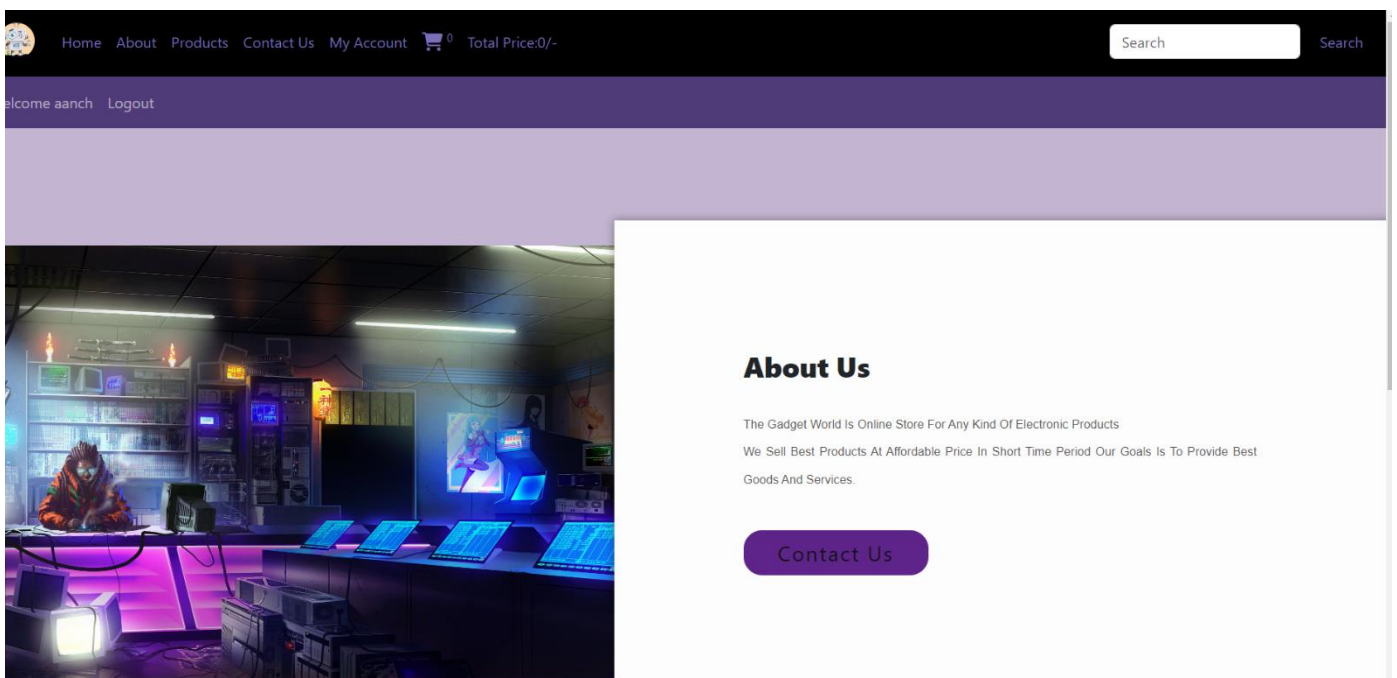 Home About Products Contact Us My Account 0 Total Price:0/- Search Search
elcome aanch Logout
About Us
The Gadget World Is Online Store For Any Kind Of Electronic Products
We Sell Best Products At Affordable Price In Short Time Period Our Goals Is To Provide Best
Goods And Services.
Contact Us